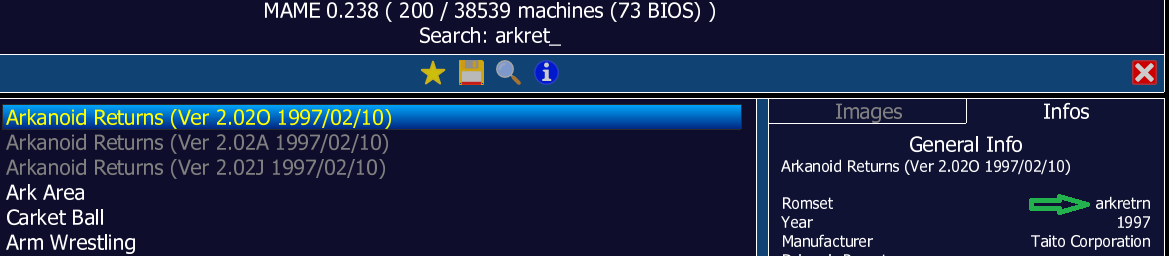 MAME 0.238 ( 200 / 38539 machines (73 BIOS) )
Search: arkret_
Arkanoid Returns (Ver 2.02O 1997/02/10)
Arkanoid Returns (Ver 2.02A 1997/02/10)
Arkanoid Returns (Ver 2.02J 1997/02/10)
Ark Area
Carket Ball
Arm Wrestling
Images Infos
General Info
Arkanoid Returns (Ver 2.02O 1997/02/10)
Romset arkretrn
Year 1997
Manufacturer Taito Corporation